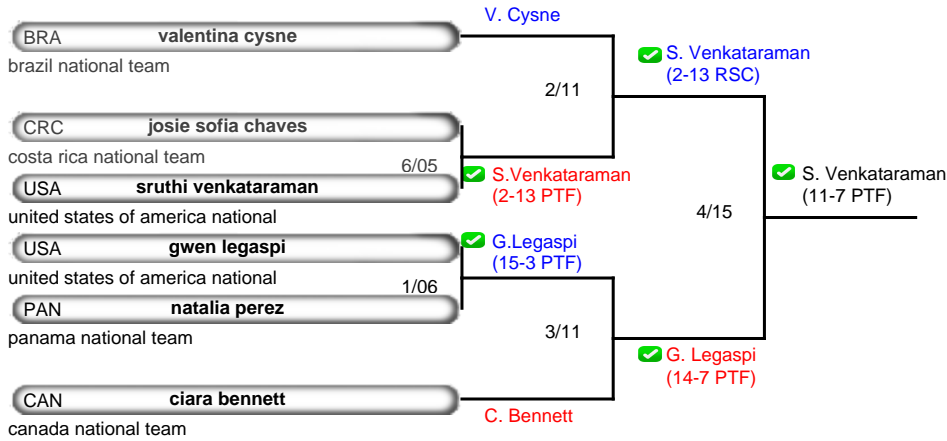 V. Cysne
BRA valentina cysne
brazil national team
S. Venkataraman
(2-13 RSC)
2/11
CRC josie sofia chaves
costa rica national team
6/05
S.Venkataraman
(2-13 PTF)
USA sruthi venkataraman
united states of america national
S. Venkataraman
(11-7 PTF)
4/15
USA gwen legaspi
united states of america national
G.Legaspi
(15-3 PTF)
1/06
PAN natalia perez
panama national team
3/11
G. Legaspi
(14-7 PTF)
CAN ciara bennett
canada national team
C. Bennett